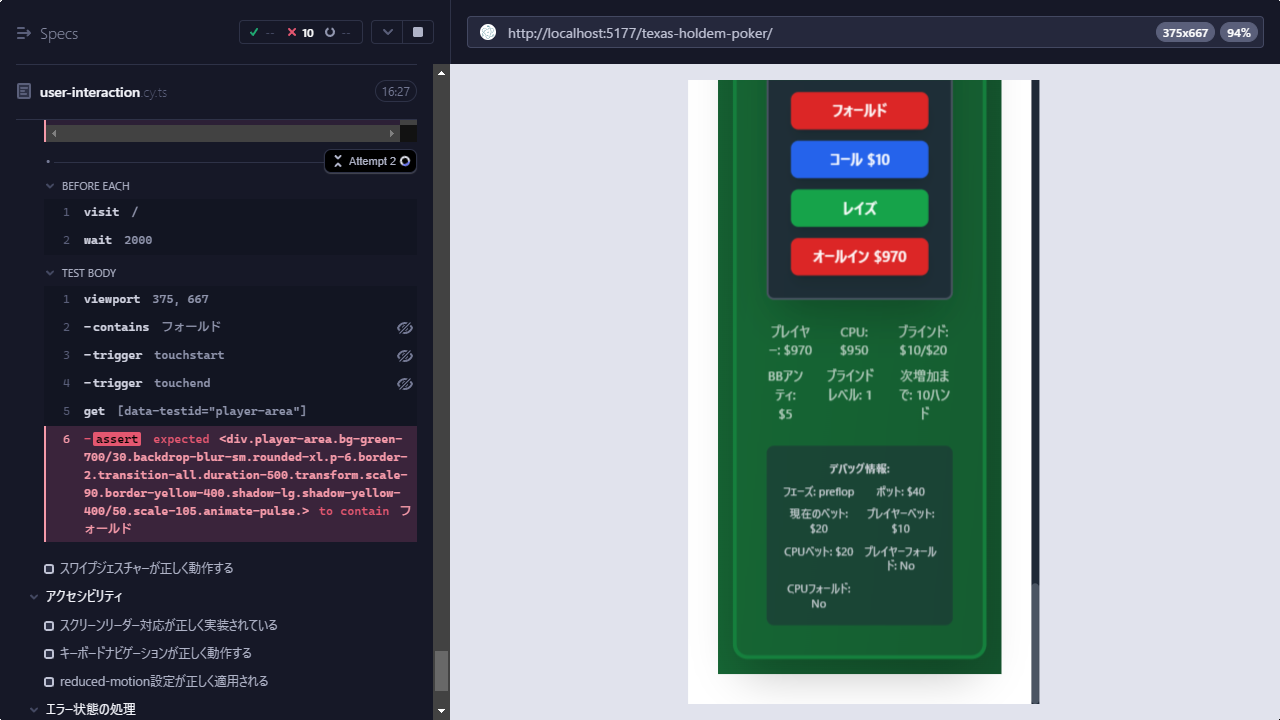 Specs
-- 10 --
http://localhost:5177/texas-holdem-poker/
375x667
94%
user-interaction.cy.ts
16:27
Attempt 2
BEFORE EACH
1 visit /
2 wait 2000
TEST BODY
1 viewport 375, 667
2 -contains フォールド
3 -trigger touchstart
4 -trigger touchend
5 get [data-testid="player-area"]
6 -assert expected <div.player-area.bg-green-
700/30.backdrop-blur-sm.rounded-xl.p-6.border-
2.transition-all.duration-500.transform.scale-
90.border-yellow-400.shadow-lg.shadow-yellow-
400/50.scale-105.animate-pulse.> to contain フ
ォールド
スワイプジェスチャーが正しく動作する
アクセシビリティ
スクリーンリーダー対応が正しく実装されている
キーボードナビゲーションが正しく動作する
reduced-motion設定が正しく適用される
エラー状態の処理
フォールド
コール $10
レイズ
オールイン $970
プレイヤ
ー: $970
CPU:
$950
ブラインド:
$10/$20
BBアン
ティ:
$5
ブラインド
レベル: 1
次増加ま
で: 10ハン
ド
デバッグ情報:
フェーズ: preflop
ポット: $40
現在のベット:
$20
プレイヤーベット:
$10
CPUベット: $20
プレイヤーフォール
ド: No
CPUフォールド:
No